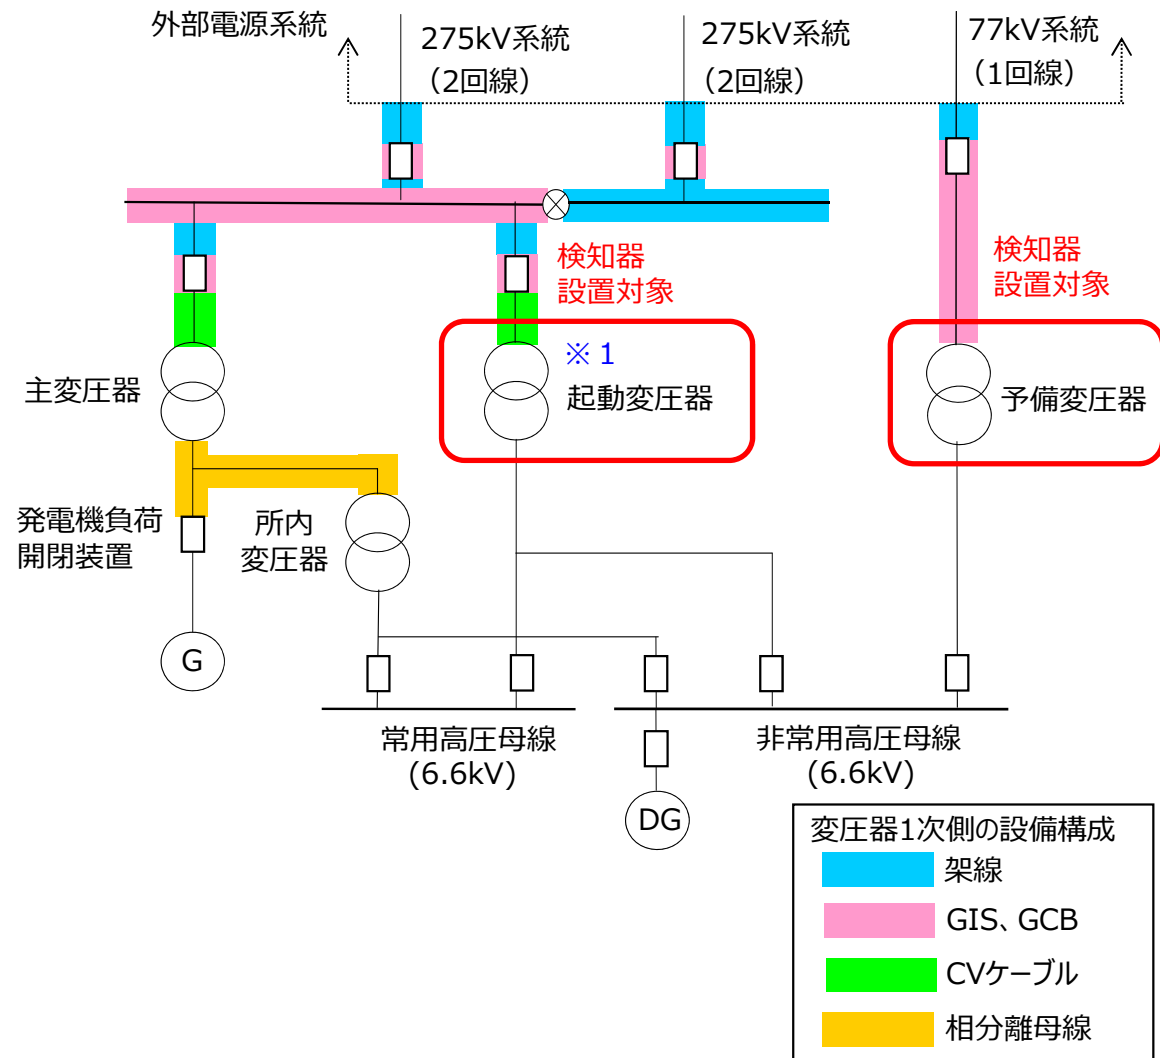 外部電源系統
275kV系統
（2回線）
275kV系統
（2回線）
77kV系統
（1回線）
検知器
設置対象
検知器
設置対象
※１
起動変圧器
主変圧器
予備変圧器
発電機負荷
開閉装置
所内
変圧器
G
常用高圧母線
(6.6kV)
非常用高圧母線
(6.6kV)
DG
変圧器1次側の設備構成
架線
GIS、GCB
CVケーブル
相分離母線